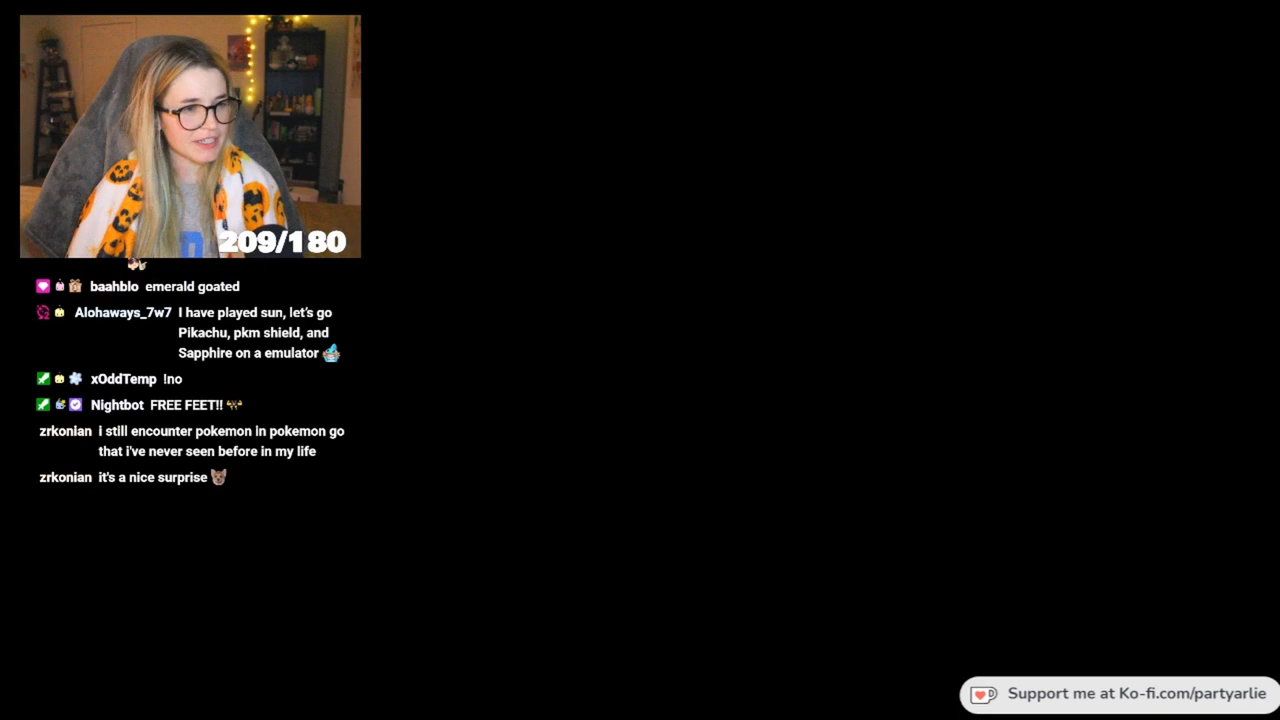 209/180
baahblo emerald goated
Alohaways_7w7 I have played sun, let's go
Pikachu, pkm shield, and
Sapphire on a emulator
xOddTemp !no
Nightbot FREE FEET!!
zrkonian i still encounter pokemon in pokemon go
that i've never seen before in my life
zrkonian it's a nice surprise
Support me at Ko-fi.com/partyarlie